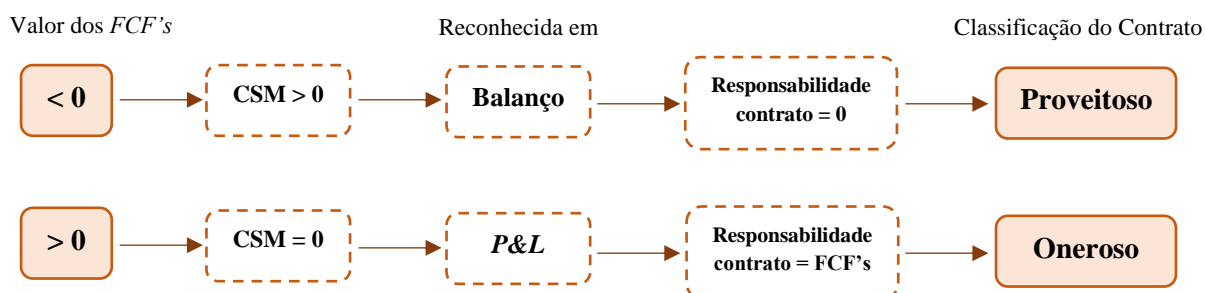 Valor dos FCF's
Reconhecida em
Classificação do Contrato
< 0
CSM > 0
Balanço
Responsabilidade
contrato = 0
Proveitoso
> 0
CSM = 0
P&L
Responsabilidade
contrato = FCF's
Oneroso